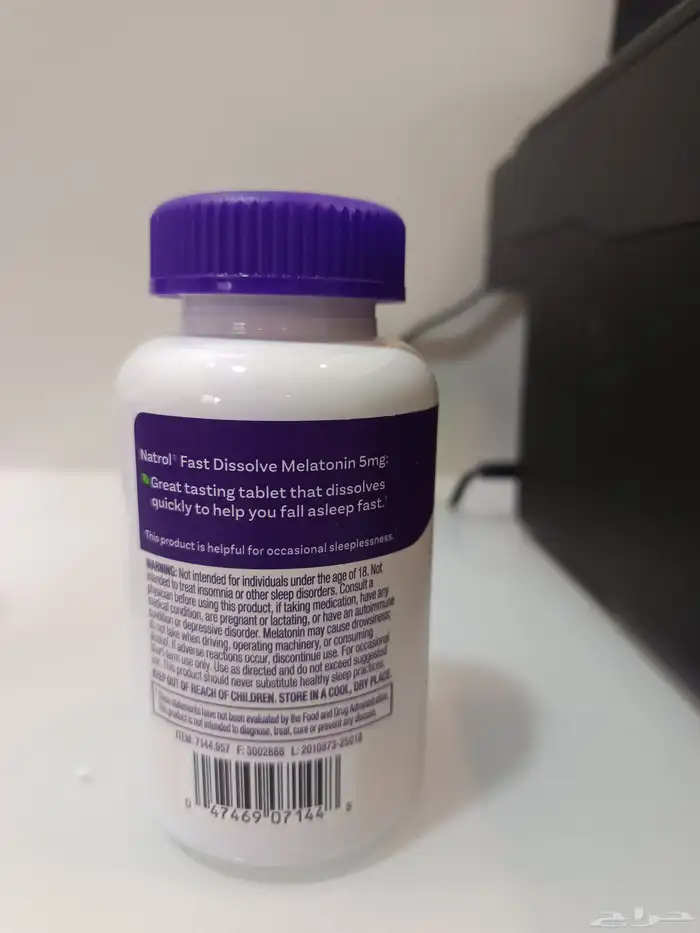 Natrol® Fast Dissolve Melatonin 5mg:
Great tasting tablet that dissolves
quickly to help you fall asleep fast.†
†This product is helpful for occasional sleeplessness.†
WARNING: Not intended for individuals under the age of 18. Not
intended to treat insomnia or other sleep disorders. Consult a
physician before using this product, if taking medication, have any
medical condition, are pregnant or lactating, or have an autoimmune
condition or depressive disorder. Melatonin may cause drowsiness;
do not take when driving, operating machinery, or consuming
alcohol. If adverse reactions occur, discontinue use. For occasional
short-term use only. Use as directed and do not exceed suggested
use. This product should never substitute healthy sleep practices.
KEEP OUT OF REACH OF CHILDREN. STORE IN A COOL, DRY PLACE.
These statements have not been evaluated by the Food and Drug Administration.
This product is not intended to diagnose, treat, cure or prevent any disease.
ITEM: 7144.957 F: 3002688 L: 2010873-25018
0 47469 07144 8
حراج